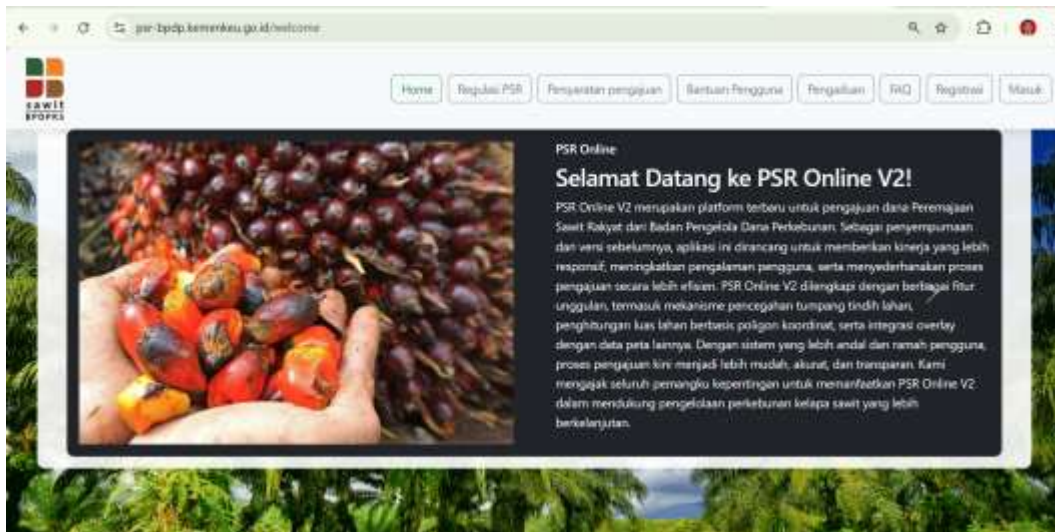 psr-bpdp.kemenkeu.go.id/welcome
sawit
BPDPKS
Home
Regulasi PSR
Persyaratan pengajuan
Bantuan Pengguna
Pengaduan
FAQ
Registrasi
Masuk
PSR Online
Selamat Datang ke PSR Online V2!
PSR Online V2 merupakan platform terbaru untuk pengajuan dana Peremajaan
Sawit Rakyat dari Badan Pengelola Dana Perkebunan. Sebagai penyempurnaan
dari versi sebelumnya, aplikasi ini dirancang untuk memberikan kinerja yang lebih
responsif, meningkatkan pengalaman pengguna, serta menyederhanakan proses
pengajuan secara lebih efisien. PSR Online V2 dilengkapi dengan berbagai fitur
unggulan, termasuk mekanisme pencegahan tumpang tindih lahan,
penghitungan luas lahan berbasis poligon koordinat, serta integrasi overlay
dengan data peta lainnya. Dengan sistem yang lebih andal dan ramah pengguna,
proses pengajuan kini menjadi lebih mudah, akurat, dan transparan. Kami
mengajak seluruh pemangku kepentingan untuk memanfaatkan PSR Online V2
dalam mendukung pengelolaan perkebunan kelapa sawit yang lebih
berkelanjutan.